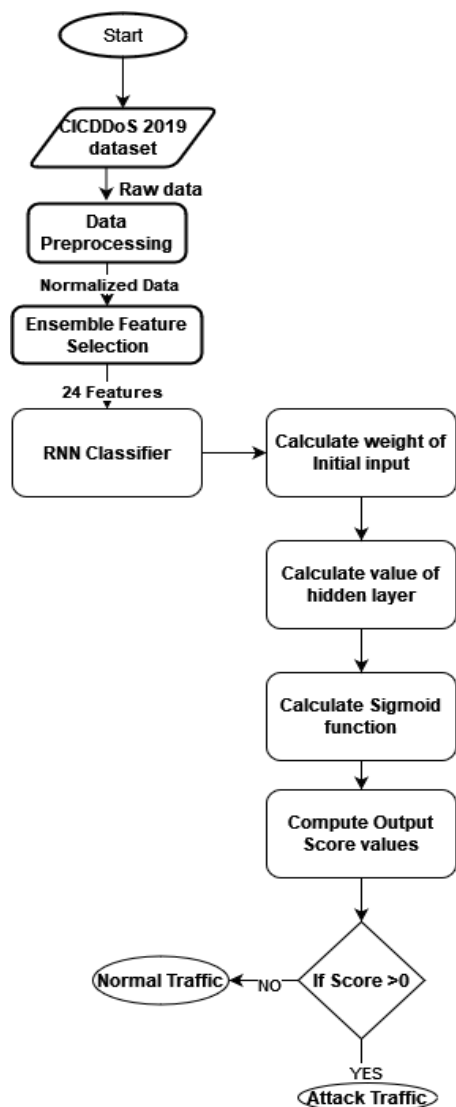 Start
CICDDoS 2019
dataset
Raw data
Data
Preprocessing
Normalized Data
Ensemble Feature
Selection
24 Features
RNN Classifier
Calculate weight of
Initial input
Calculate value of
hidden layer
Calculate Sigmoid
function
Compute Output
Score values
If Score >0
NO
Normal Traffic
YES
Attack Traffic